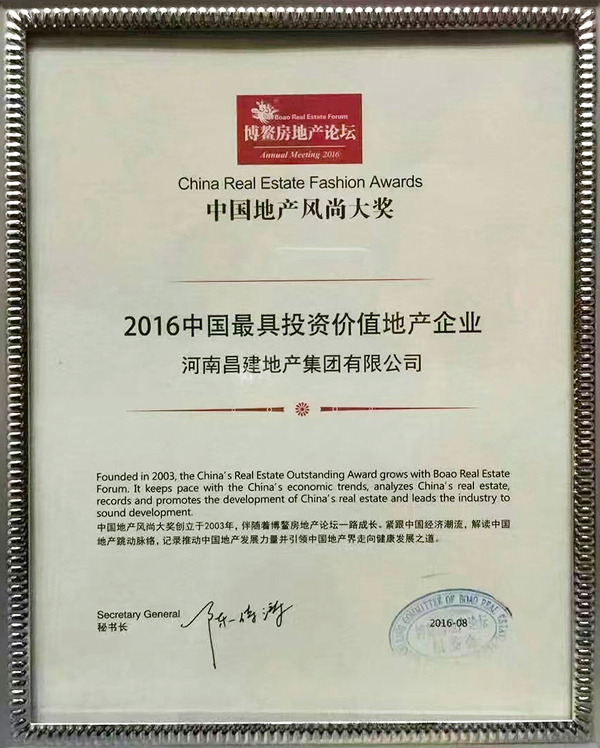 Boao Real Estate Forum
博鳌房地产论坛
Annual Meeting 2016
China Real Estate Fashion Awards
中国地产风尚大奖
2016中国最具投资价值地产企业
河南昌建地产集团有限公司
Founded in 2003, the China's Real Estate Outstanding Award grows with Boao Real Estate
Forum. It keeps pace with the China's economic trends, analyzes China's real estate,
records and promotes the development of China's real estate and leads the industry to
sound development.
中国地产风尚大奖创立于2003年，伴随着博鳌房地产论坛一路成长。紧跟中国经济潮流，解读中国
地产跳动脉络，记录推动中国地产发展力量并引领中国地产界走向健康发展之道。
Secretary General
秘书长
COMMITTEE OF BOAO REAL ESTATE
2016-08